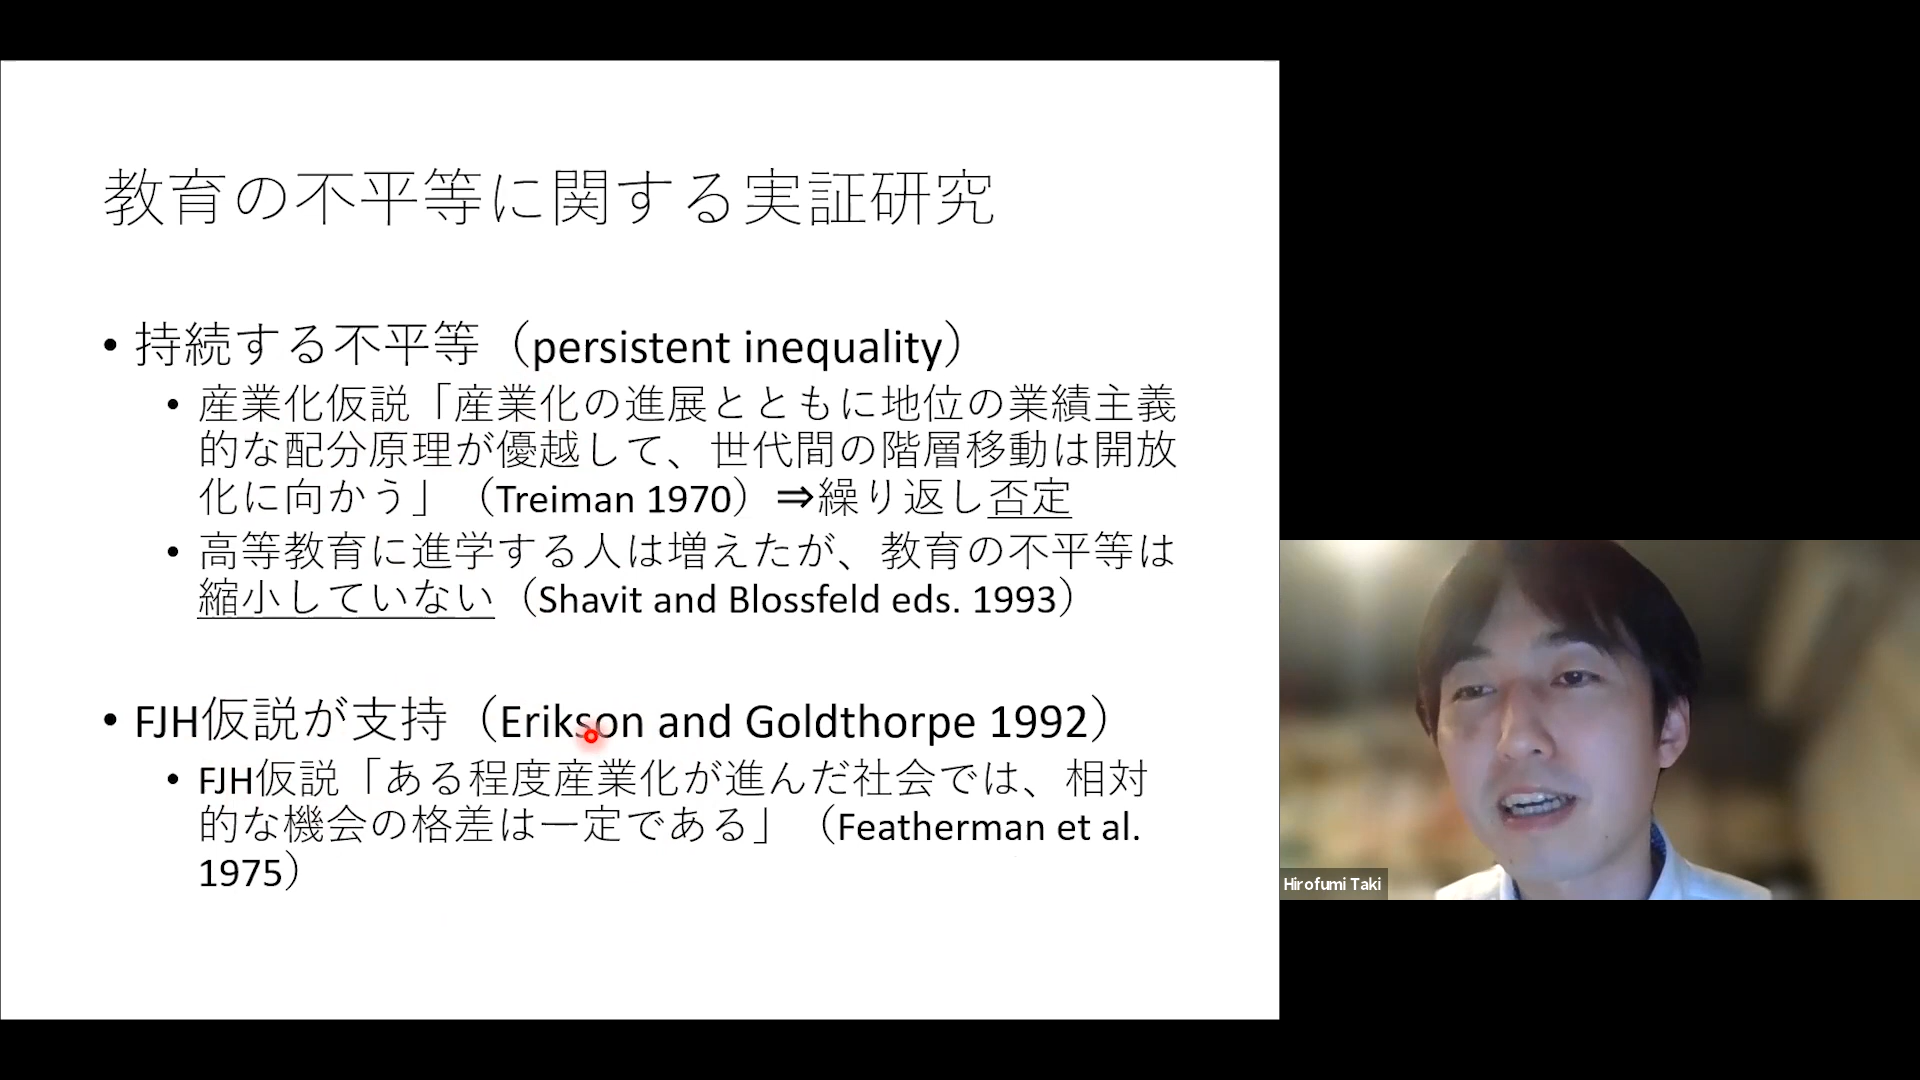 教育の不平等に関する実証研究
• 持続する不平等（persistent inequality）
• 産業化仮説「産業化の進展とともに地位の業績主義
的な配分原理が優越して、世代間の階層移動は開放
化に向かう」（Treiman 1970）⇒繰り返し否定
• 高等教育に進学する人は増えたが、教育の不平等は
縮小していない（Shavit and Blossfeld eds. 1993）
• FJH仮説が支持（Erikson and Goldthorpe 1992）
• FJH仮説「ある程度産業化が進んだ社会では、相対
的な機会の格差は一定である」（Featherman et al.
1975）
Hirofumi Taki